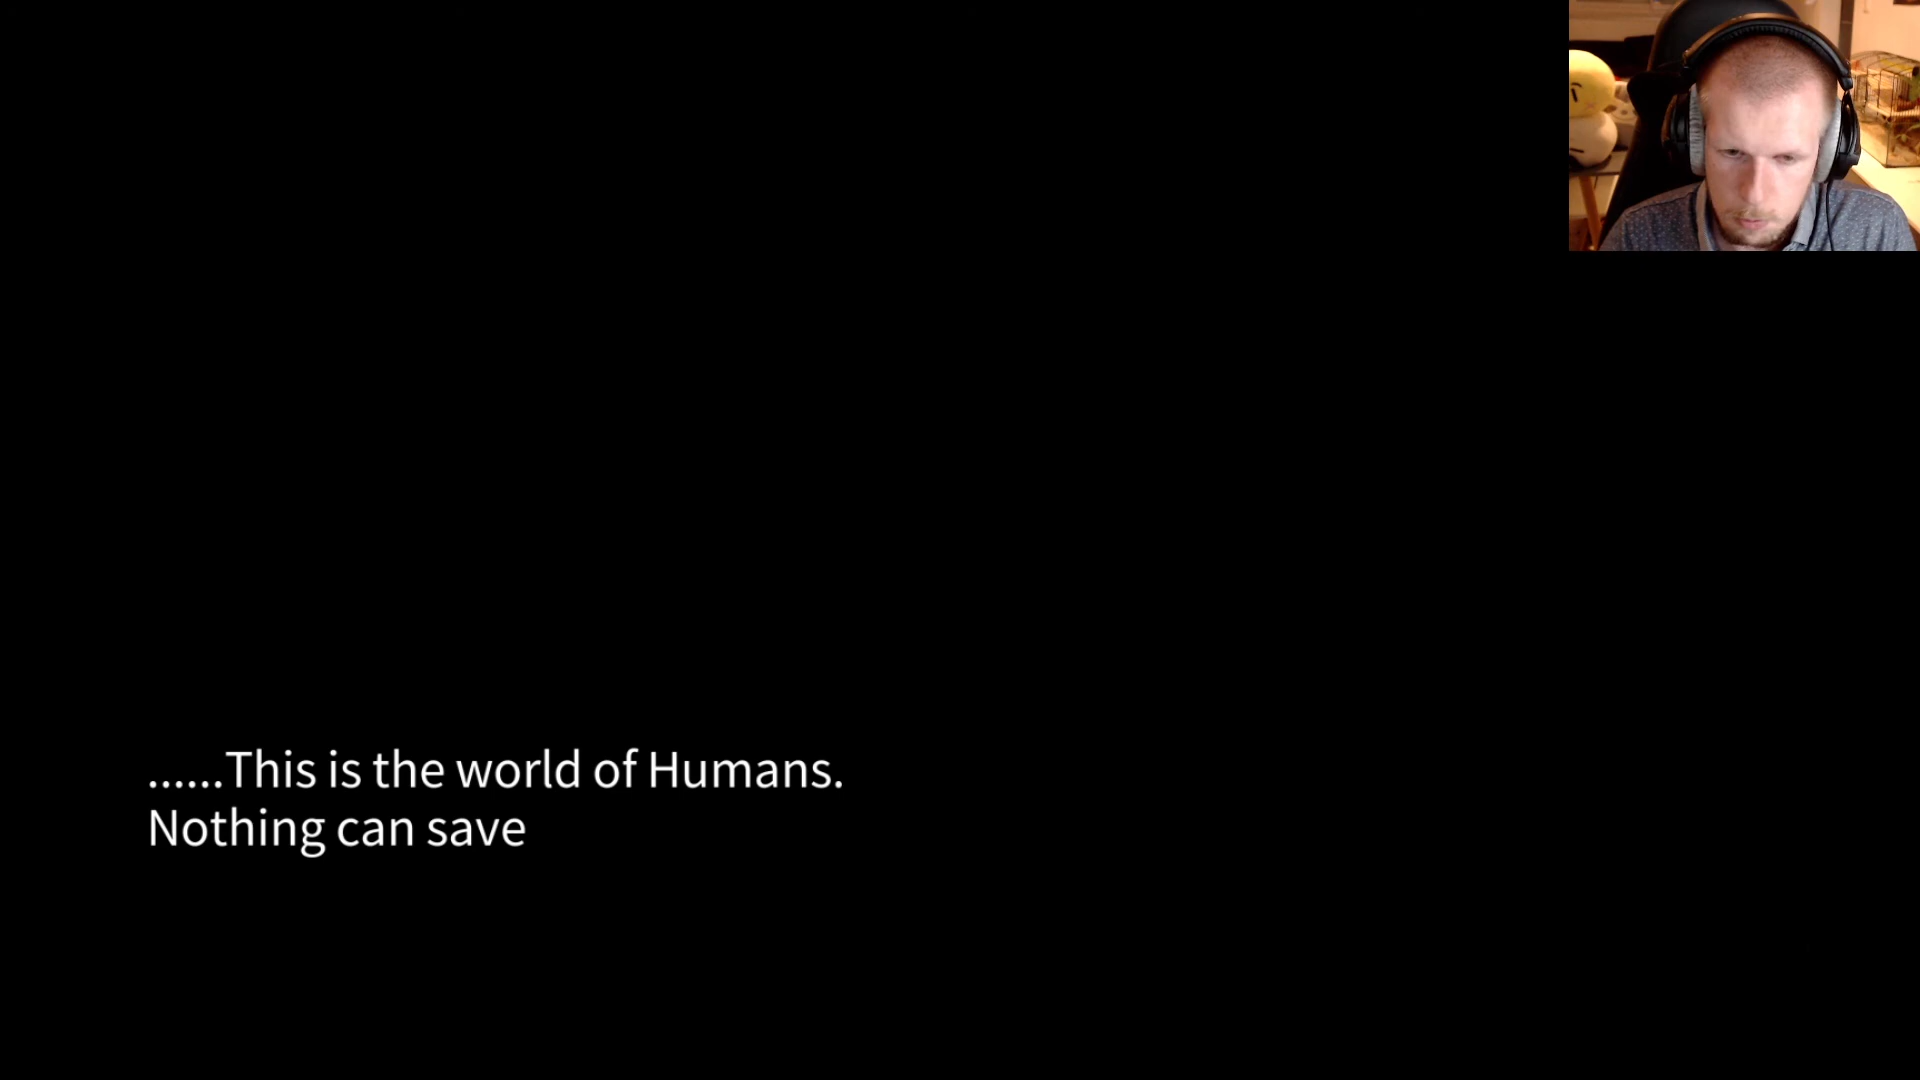 ......This is the world of Humans.
Nothing can save